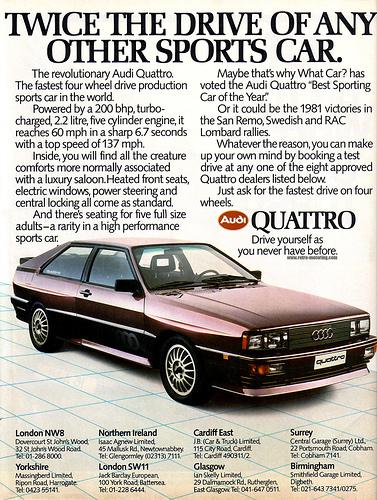 TWICE THE DRIVE OF ANY
OTHER SPORTS CAR.
The revolutionary Audi Quattro.
The fastest four wheel drive production
sports car in the world.
Powered by a 200 bhp, turbo-
charged, 2.2 litre, five cylinder engine, it
reaches 60 mph in a sharp 6.7 seconds
with a top speed of 137 mph.
Inside, you will find all the creature
comforts more normally associated
with a luxury saloon. Heated front seats,
electric windows, power steering and
central locking all come as standard.
And there's seating for five full size
adults–a rarity in a high performance
sports car.
Maybe that's why What Car? has
voted the Audi Quattro "Best Sporting
Car of the Year."
Or it could be the 1981 victories in
the San Remo, Swedish and RAC
Lombard rallies.
Whatever the reason, you can make
up your own mind by booking a test
drive at any one of the eight approved
Quattro dealers listed below.
Just ask for the fastest drive on four
wheels.
Audi QUATTRO
Drive yourself as
you never have before.
www.retro-motoring.com
quattro
London NW8
Dovercourt St John's Wood,
32 St John's Wood Road.
Tel: 01-286 8000.
Northern Ireland
Isaac Agnew Limited,
45 Mallusk Rd, Newtownabbey.
Tel: Glengormley (02313) 7111.
Cardiff East
J.B. (Car & Truck) Limited,
115 City Road, Cardiff.
Tel: Cardiff 490311/2.
Surrey
Central Garage (Surrey) Ltd.,
22 Portsmouth Road, Cobham.
Tel: Cobham 7141.
Yorkshire
Massingberd Limited,
Ripon Road, Harrogate.
Tel: 0423 55141.
London SW11
Jack Barclay European,
100 York Road, Battersea.
Tel: 01-228 6444.
Glasgow
Ian Skelly Limited,
29 Dalmarnock Rd, Rutherglen,
East Glasgow. Tel: 041-647 0511.
Birmingham
Smithfield Garage Limited,
Digbeth.
Tel: 021-643 7341/0275.